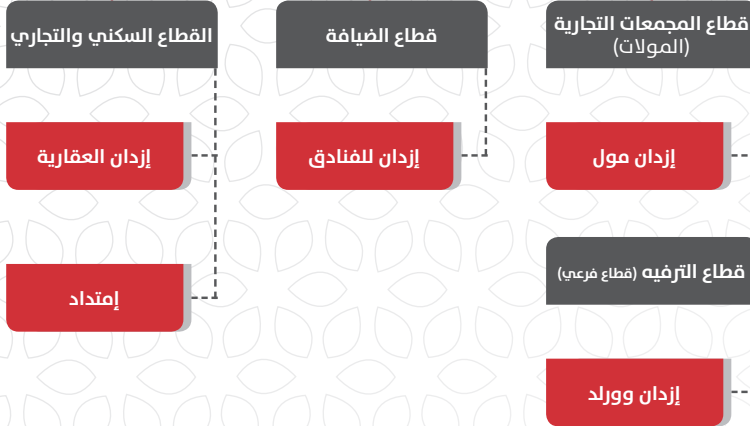 قطاع المجمعات التجارية
(المولات)
إزدان مول
قطاع الترفيه (قطاع فرعي)
إزدان وورلد
قطاع الضيافة
إزدان للفنادق
القطاع السكني والتجاري
إزدان العقارية
إمتداد